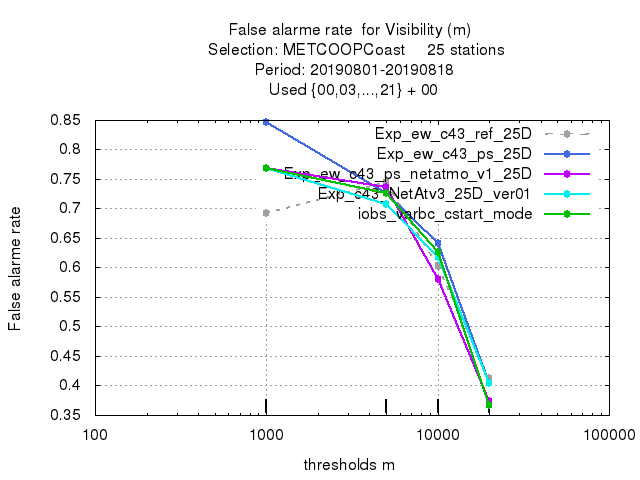 False alarme rate  for Visibility (m)
Selection: METCOOPCoast     25 stations
Period: 20190801-20190818
Used {00,03,...,21} + 00
Exp_ew_c43_ref_25D
Exp_ew_c43_ps_25D
Exp_ew_c43_ps_netatmo_v1_25D
Exp_c43_NetAtv3_25D_ver01
iobs_varbc_cstart_mode
False alarme rate
0.85
0.8
0.75
0.7
0.65
0.6
0.55
0.5
0.45
0.4
0.35
100
1000
10000
100000
thresholds m